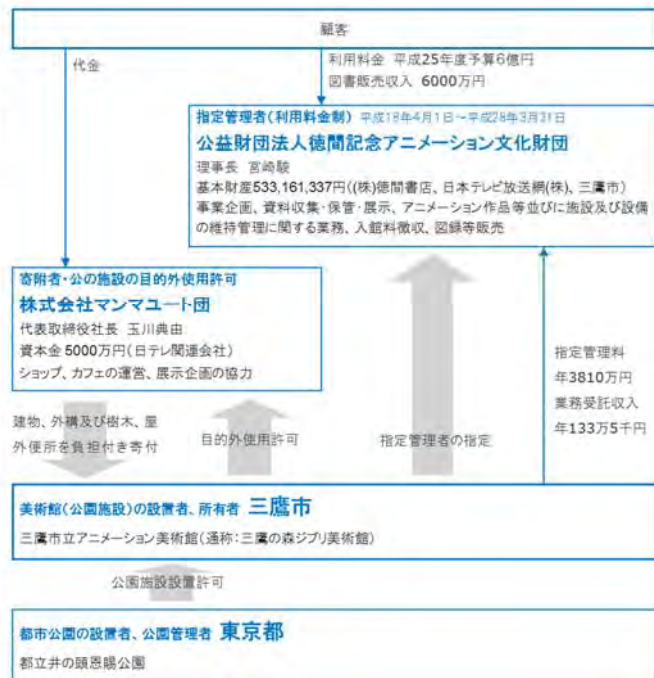 顧客
代金
利用料金 平成25年度予算6億円
図書販売収入 6000万円
指定管理者(利用料金制) 平成18年4月1日~平成28年3月31日
公益財団法人徳間記念アニメーション文化財団
理事長 宮崎駿
基本財産533,161,337円((株)徳間書店、日本テレビ放送網(株)、三鷹市)
事業企画、資料収集・保管・展示、アニメーション作品等並びに施設及び設備
の維持管理に関する業務、入館料徴収、図録等販売
寄附者・公の施設の目的外使用許可
株式会社マンマユート団
代表取締役社長 玉川典由
資本金 5000万円(日テレ関連会社)
ショップ、カフェの運営、展示企画の協力
指定管理料
年3810万円
業務受託収入
年133万5千円
建物、外構及び樹木、屋
外便所を負担付き寄付
目的外使用許可
指定管理者の指定
美術館(公園施設)の設置者、所有者 三鷹市
三鷹市立アニメーション美術館(通称:三鷹の森ジブリ美術館)
公園施設設置許可
都市公園の設置者、公園管理者 東京都
都立井の頭恩賜公園